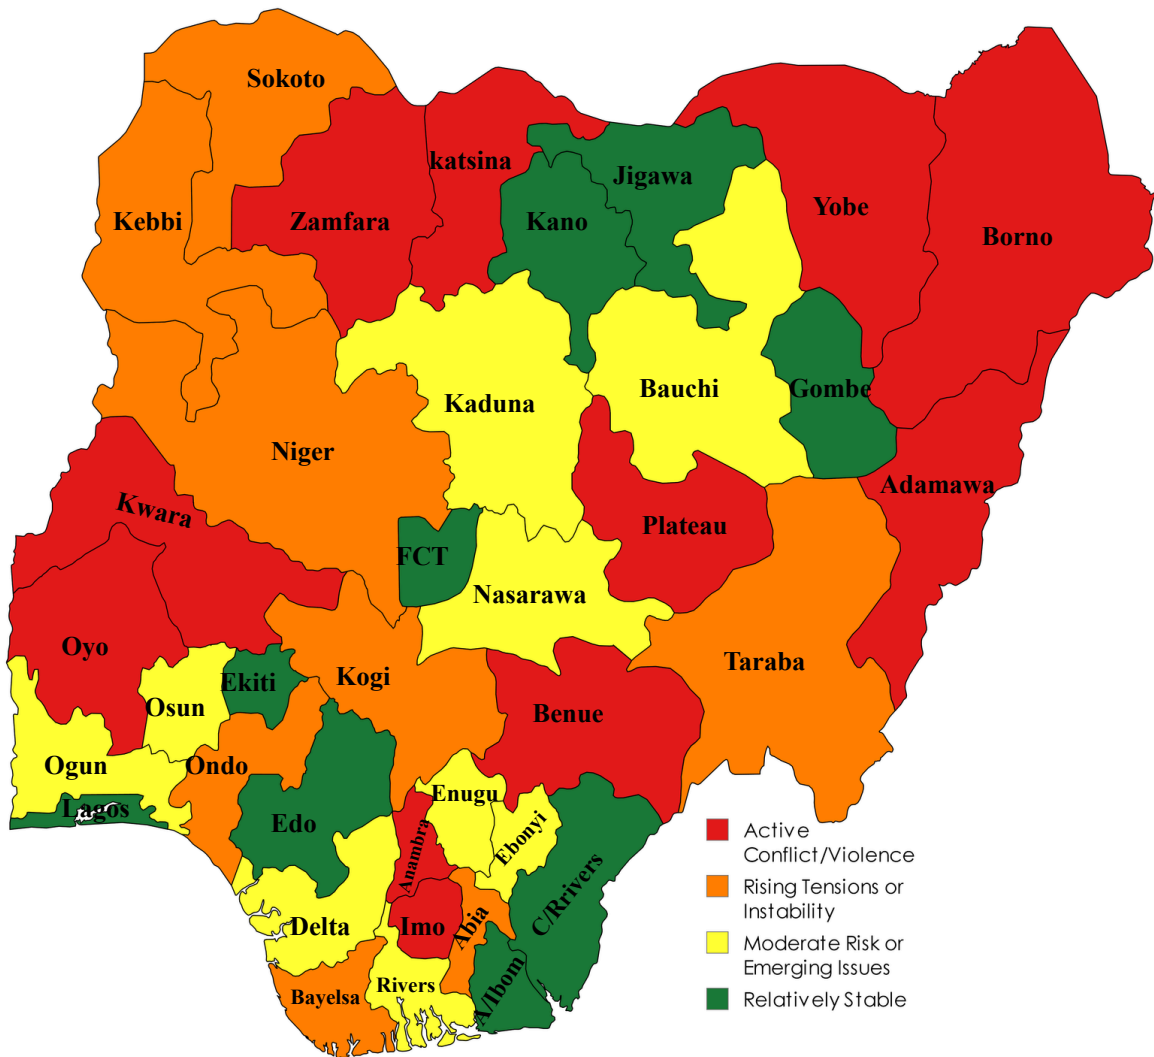 Sokoto
katsina
Jigawa
Kebbi
Zamfara
Kano
Yobe
Borno
Kaduna
Bauchi
Gombe
Niger
Adamawa
Kwara
Plateau
FCT
Nasarawa
Oyo
Taraba
Ekiti
Kogi
Osun
Benue
Ogun
Ondo
Enugu
Lagos
Edo
Ebonyi
Anambra
C/Rrivers
Delta
Imo
Abia
Rivers
Bayelsa
A/Ibom
Active
Conflict/Violence
Rising Tensions or
Instability
Moderate Risk or
Emerging Issues
Relatively Stable